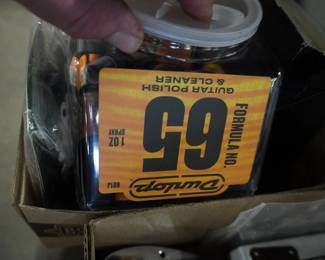 Dunlop
FORMULA NO.
65
GUITAR POLISH
& CLEANER
1 OZ
SPRAY